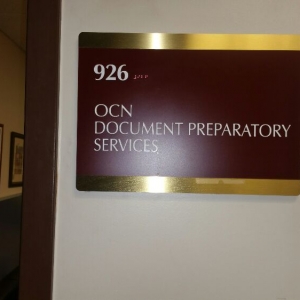 926
OCN
DOCUMENT PREPARATORY
SERVICES